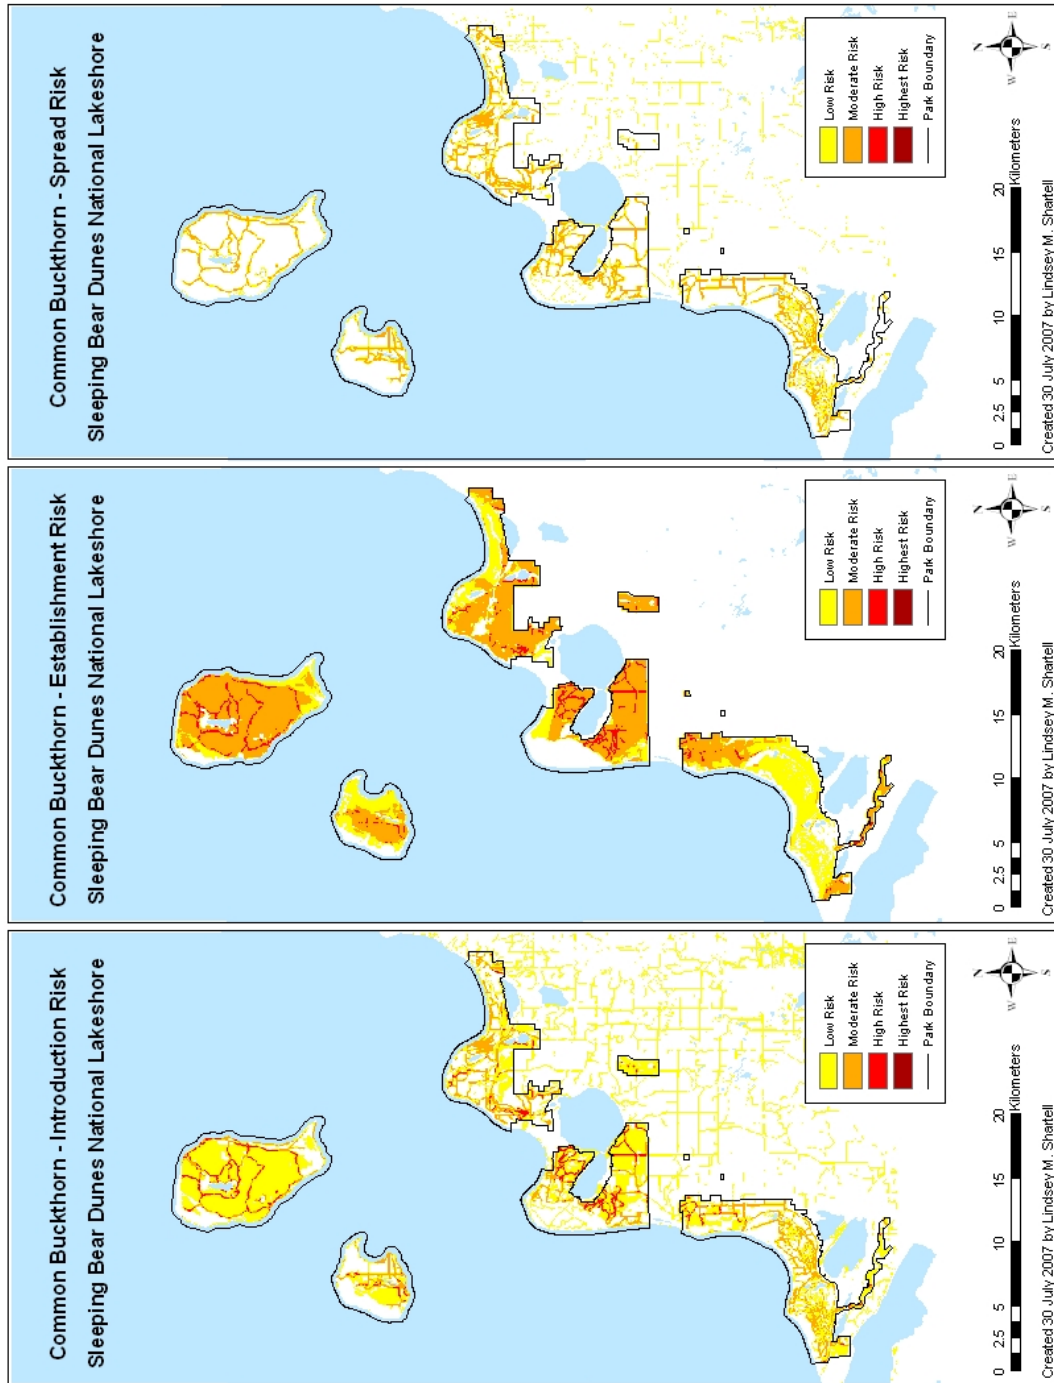 Common Buckthorn - Introduction Risk
Sleeping Bear Dunes National Lakeshore
Low Risk
Moderate Risk
High Risk
Highest Risk
Park Boundary
N
W E
S
0 2.5 5 10 15 20
Kilometers
Created 30 July 2007 by Lindsey M. Shartell
Common Buckthorn - Establishment Risk
Sleeping Bear Dunes National Lakeshore
Low Risk
Moderate Risk
High Risk
Highest Risk
Park Boundary
N
W E
S
0 2.5 5 10 15 20
Kilometers
Created 30 July 2007 by Lindsey M. Shartell
Common Buckthorn - Spread Risk
Sleeping Bear Dunes National Lakeshore
Low Risk
Moderate Risk
High Risk
Highest Risk
Park Boundary
N
W E
S
0 2.5 5 10 15 20
Kilometers
Created 30 July 2007 by Lindsey M. Shartell